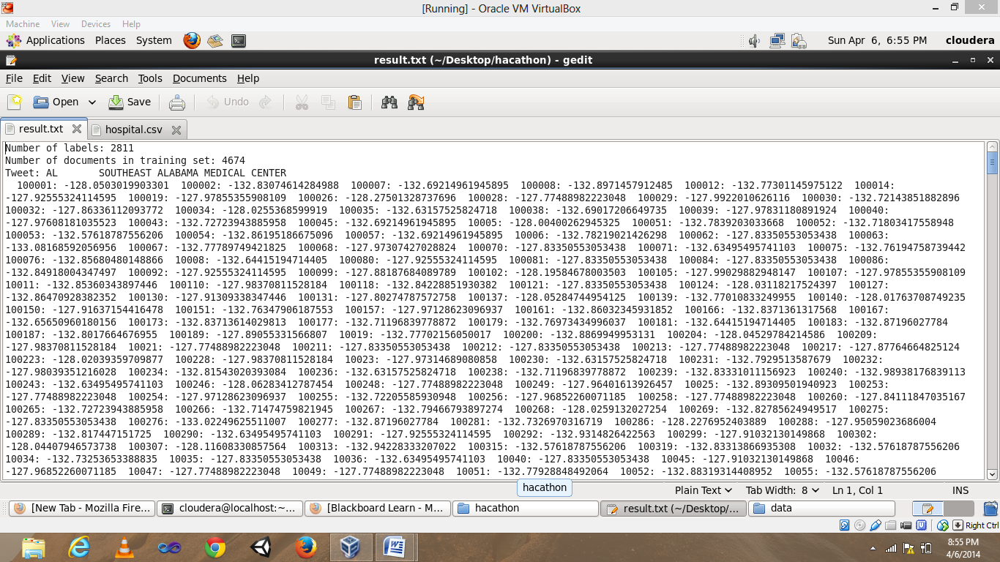 [Running] - Oracle VM VirtualBox
Machine View Devices Help
Applications Places System Sun Apr 6, 6:55 PM cloudera
result.txt (~/Desktop/hacathon) - gedit
File Edit View Search Tools Documents Help
Open Save Undo
result.txt hospital.csv
Number of labels: 2811
Number of documents in training set: 4674
Tweet: AL SOUTHEAST ALABAMA MEDICAL CENTER
100001: -128.0503019903301 100002: -132.83074614284988 100007: -132.69214961945895 100008: -132.8971457912485 100012: -132.77301145975122 100014:
-127.92555324114595 100019: -127.97855355908109 100026: -128.27501328737696 100028: -127.77488982223048 100029: -127.9922010626116 100030: -132.72143851882896
100032: -127.86336112093772 100034: -128.0255368599919 100035: -132.63157525824718 100038: -132.69017206649735 100039: -127.97831180891924 100040:
-127.97608181035523 100043: -132.72723943885958 100045: -132.69214961945895 10005: -128.00400262945325 100051: -132.7839203033668 100052: -132.71803417558948
100053: -132.57618787556206 100054: -132.86195186675096 100057: -132.69214961945895 10006: -132.78219021426298 100062: -127.83350553053438 100063:
-133.08168592056956 100067: -132.77789749421825 100068: -127.97307427028824 100070: -127.83350553053438 100071: -132.63495495741103 100075: -132.76194758739442
100076: -132.85680480148866 10008: -132.64415194714405 100080: -127.92555324114595 100081: -127.83350553053438 100084: -127.83350553053438 100086:
-132.84918004347497 100092: -127.92555324114595 100099: -127.88187684089789 100102: -128.19584678003503 100105: -127.99029882948147 100107: -127.97855355908109
10011: -132.85360343897446 100110: -127.98370811528184 100118: -132.84228851930382 100121: -127.83350553053438 100124: -128.03118217524397 100127:
-132.86470928382352 100130: -127.91309338347446 100131: -127.80274787572758 100137: -128.05284744954125 100139: -132.77010833249955 100140: -128.01763708749235
100150: -127.91637154416478 100151: -132.76347906187553 100157: -127.97128623096937 100161: -132.86032345931852 100166: -132.8371361317568 100167:
-132.65650960180156 100173: -132.83713614029813 100177: -132.71196839778872 100179: -132.76973434996037 100181: -132.64415194714405 100183: -132.87196027784
100187: -132.8017664676955 100189: -127.89055331566807 10019: -132.77702156050017 100200: -132.8869949953131 100204: -128.04529784214586 100209:
-127.98370811528184 10021: -127.77488982223048 100211: -127.83350553053438 100212: -127.83350553053438 100213: -127.77488982223048 100217: -127.87764664825124
100223: -128.02039359709877 100228: -127.98370811528184 10023: -127.97314689080858 100230: -132.63157525824718 100231: -132.7929513587679 100232:
-127.98039351216028 100234: -132.81543020393084 100236: -132.63157525824718 100238: -132.71196839778872 100239: -132.83331011156923 100240: -132.98938176839113
100243: -132.63495495741103 100246: -128.06283412787454 100248: -127.77488982223048 100249: -127.96401613926457 10025: -132.89309501940923 100253:
-127.77488982223048 100254: -127.97128623096937 100255: -132.72205585930948 100256: -127.96852260071185 100258: -127.77488982223048 100260: -127.84111847035167
100265: -132.72723943885958 100266: -132.71474759821945 100267: -132.79466793897274 100268: -128.0259132027254 100269: -132.82785624949517 100275:
-127.83350553053438 100276: -133.02249625511007 100277: -132.87196027784 100281: -132.7326970316719 100286: -128.2276952403889 100288: -127.95059023686004
100289: -132.817447151725 100290: -132.63495495741103 100291: -127.92555324114595 100292: -132.9314826422563 100299: -127.91032130149868 100302:
-128.04407946573738 100307: -128.11608330857564 100313: -132.94228333207022 100315: -132.57618787556206 100319: -132.83313866935308 10032: -132.57618787556206
10034: -132.73253653388835 10035: -127.83350553053438 10036: -132.63495495741103 10040: -127.83350553053438 10045: -127.91032130149868 10046:
-127.96852260071185 10047: -127.77488982223048 10049: -127.77488982223048 10051: -132.77928848492064 10052: -132.88319314408952 10055: -132.57618787556206
hacathon
Plain Text Tab Width: 8 Ln 1, Col 1 INS
[New Tab - Mozilla Fire... cloudera@localhost:~... [Blackboard Learn - M... hacathon result.txt (~/Desktop/... data
Right Ctrl
8:55 PM
4/6/2014